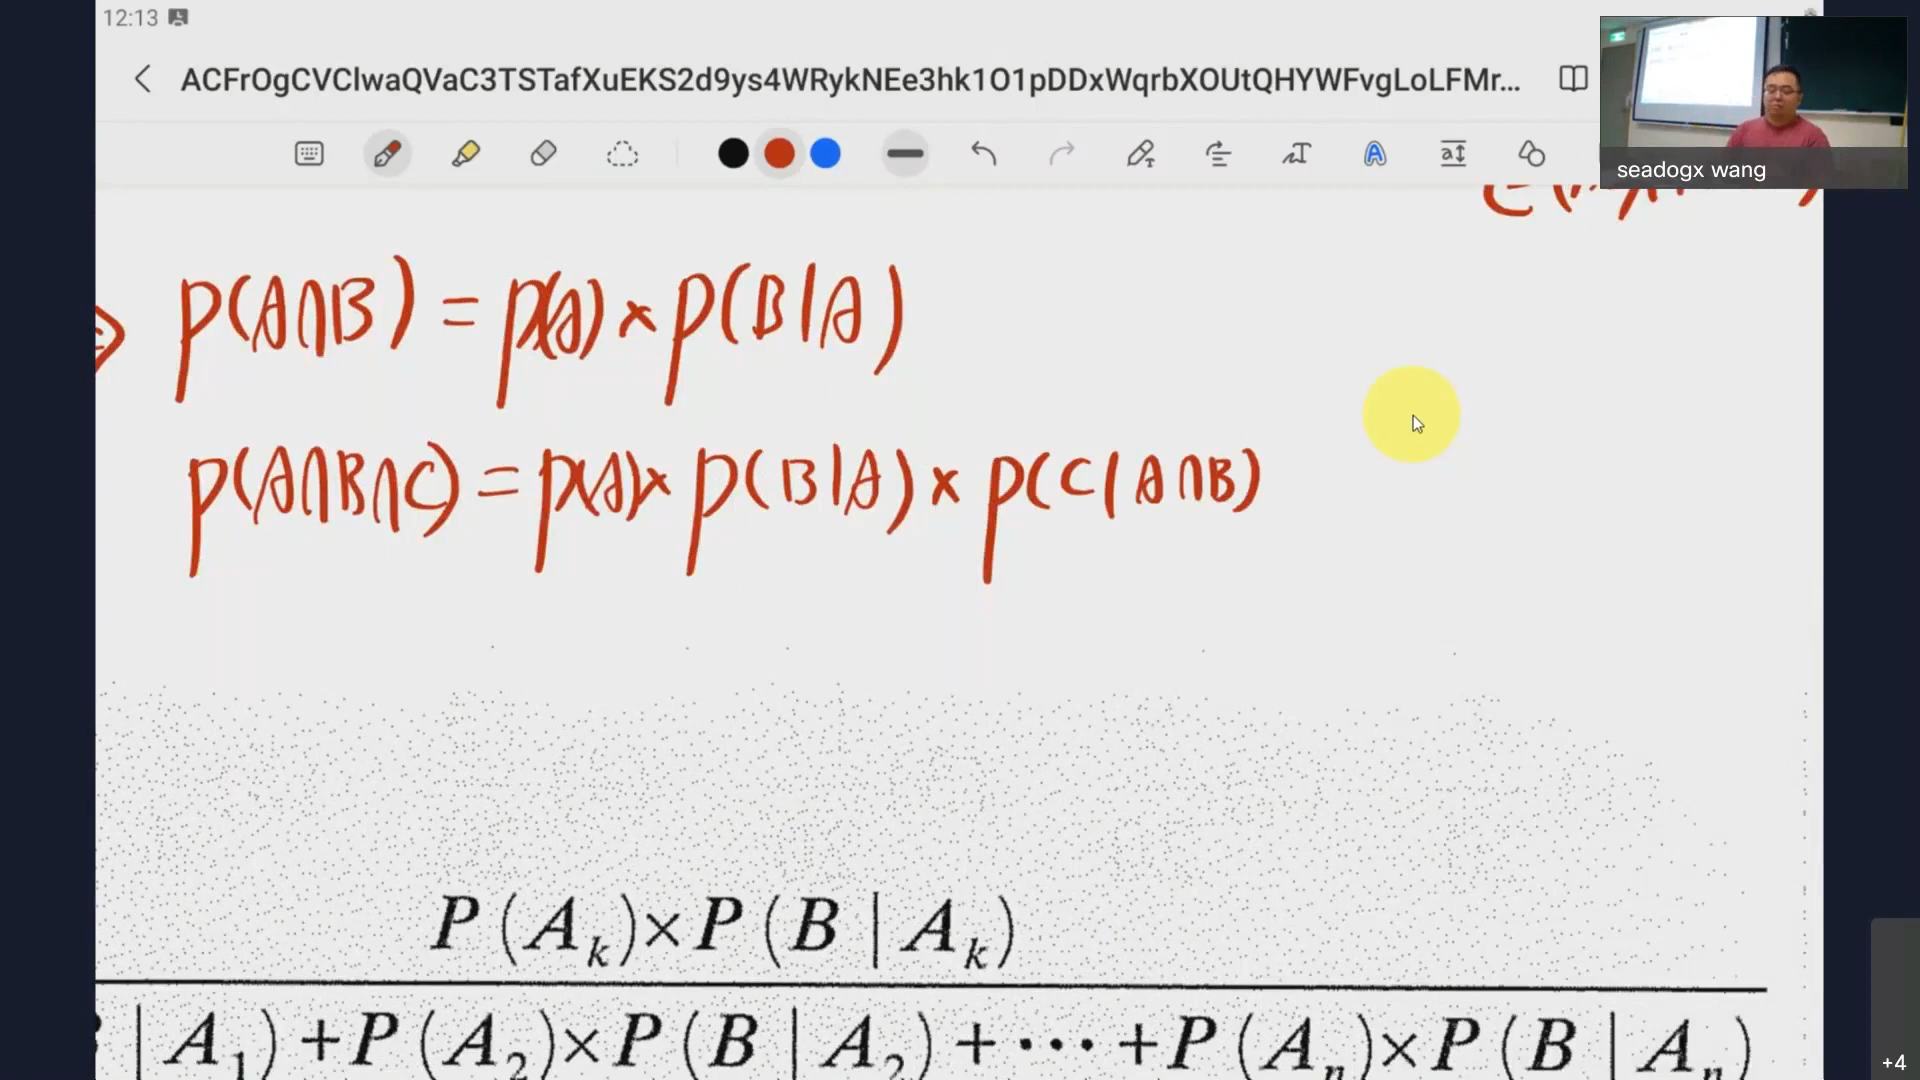 12:13
ACFrOgCVClwaQVaC3TSTafXuEKS2d9ys4WRykNEe3hk1O1pDDxWqrbXOUtQHYWFvgLoLFMr...
seadogx wang
P(A∩B) = P(A) × P(B|A)
P(A∩B∩C) = P(A) × P(B|A) × P(C|A∩B)
P(A_k)×P(B|A_k)
|A_1)+P(A_2)×P(B|A_2)+⋯+P(A_n)×P(B|A_n)
+4